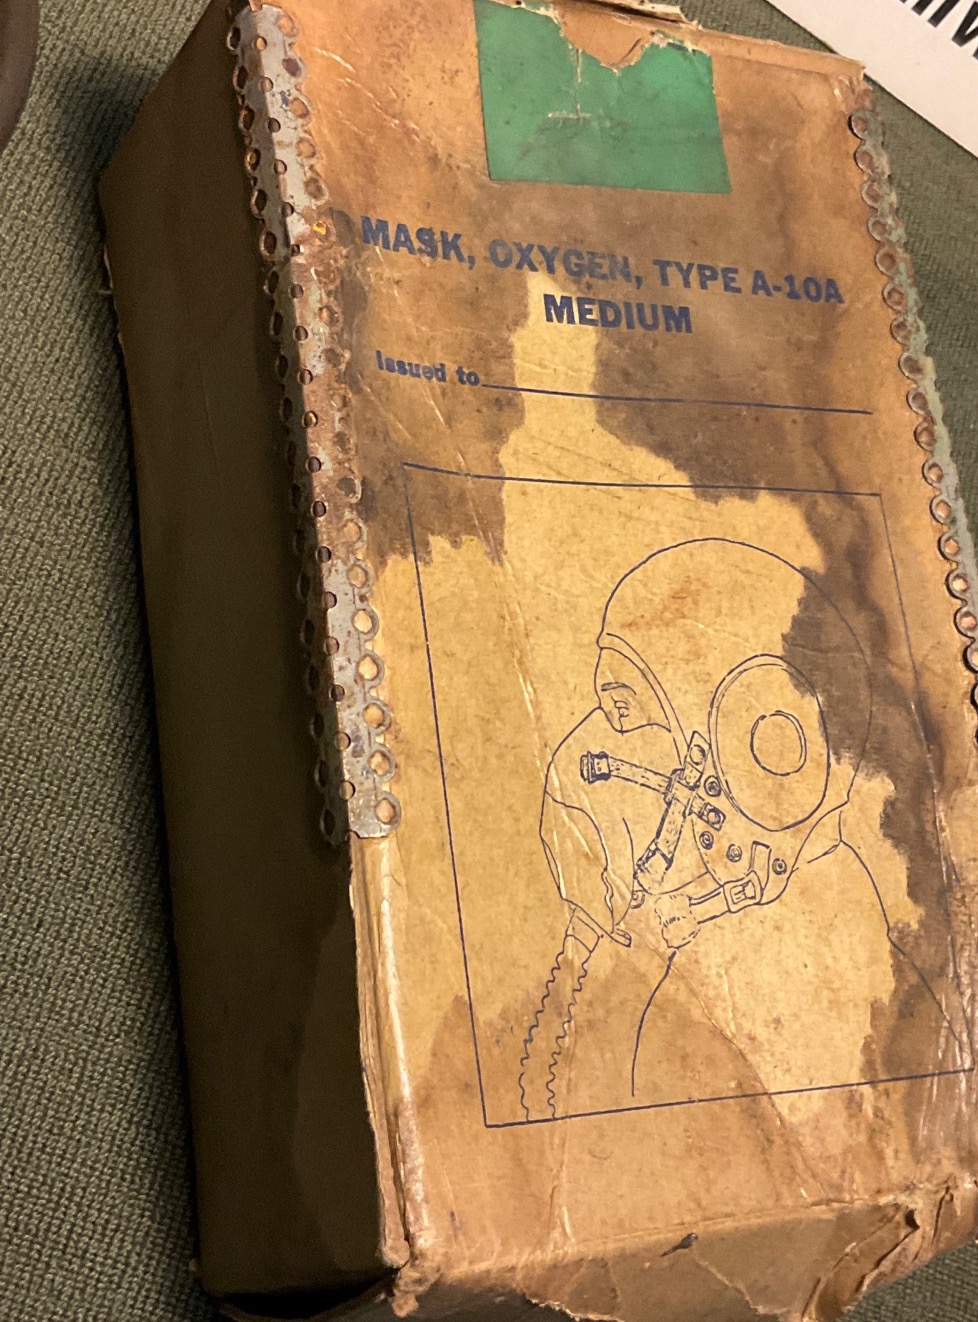 MASK, OXYGEN, TYPE A-10A
MEDIUM
Issued to